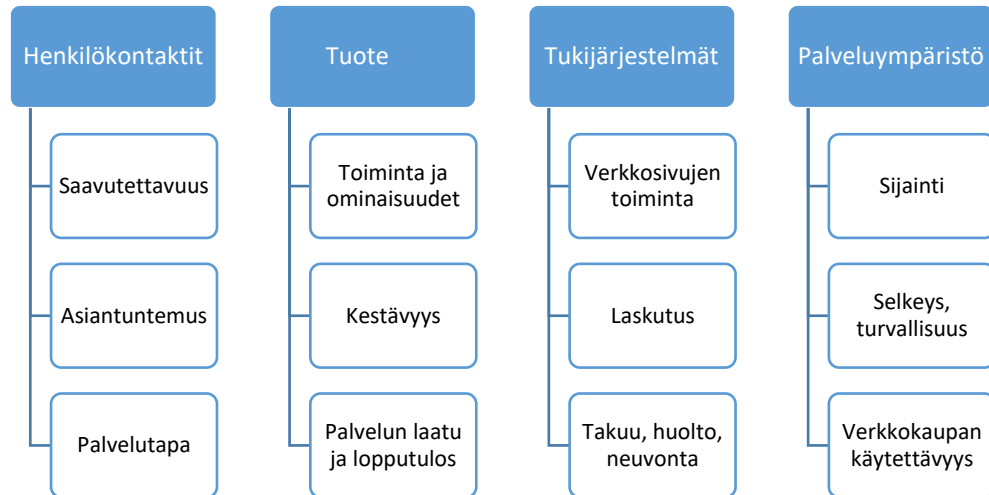 Henkilökontaktit
Saavutettavuus
Asiantuntemus
Palvelutapa
Tuote
Toiminta ja
ominaisuudet
Kestävyys
Palvelun laatu
ja lopputulos
Tukijärjestelmät
Verkkosivujen
toiminta
Laskutus
Takuu, huolto,
neuvonta
Palveluympäristö
Sijainti
Selkeys,
turvallisuus
Verkkokaupan
käytettävyys